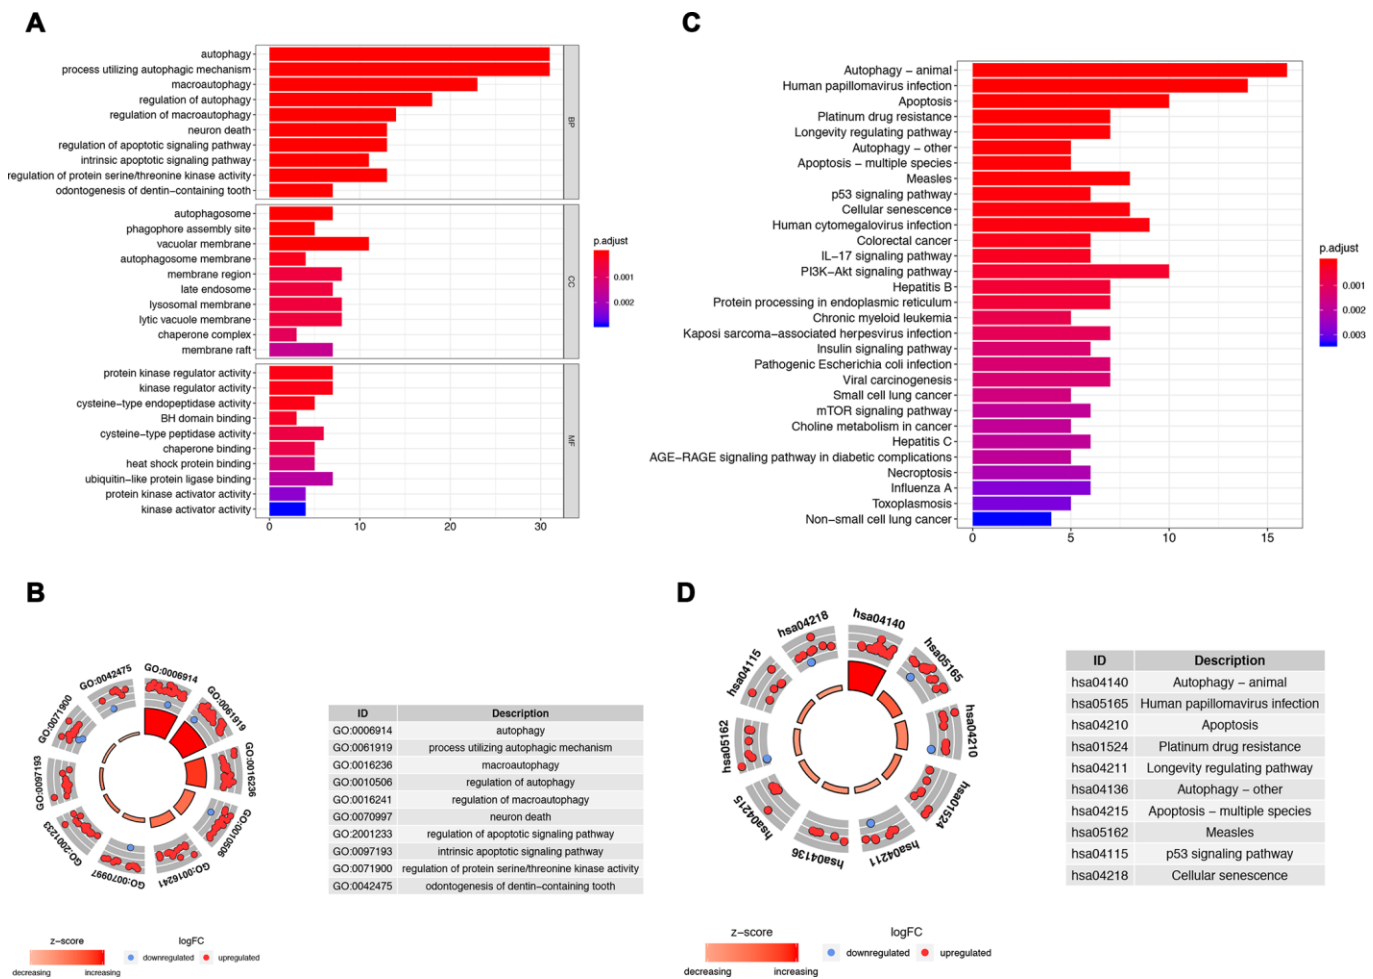 A
autophagy
process utilizing autophagic mechanism
macroautophagy
regulation of autophagy
regulation of macroautophagy
neuron death
regulation of apoptotic signaling pathway
intrinsic apoptotic signaling pathway
regulation of protein serine/threonine kinase activity
odontogenesis of dentin−containing tooth
BP
autophagosome
phagophore assembly site
vacuolar membrane
autophagosome membrane
membrane region
late endosome
lysosomal membrane
lytic vacuole membrane
chaperone complex
membrane raft
CC
protein kinase regulator activity
kinase regulator activity
cysteine−type endopeptidase activity
BH domain binding
cysteine−type peptidase activity
chaperone binding
heat shock protein binding
ubiquitin−like protein ligase binding
protein kinase activator activity
kinase activator activity
MF
0 10 20 30
p.adjust
0.001
0.002
C
Autophagy − animal
Human papillomavirus infection
Apoptosis
Platinum drug resistance
Longevity regulating pathway
Autophagy − other
Apoptosis − multiple species
Measles
p53 signaling pathway
Cellular senescence
Human cytomegalovirus infection
Colorectal cancer
IL−17 signaling pathway
PI3K−Akt signaling pathway
Hepatitis B
Protein processing in endoplasmic reticulum
Chronic myeloid leukemia
Kaposi sarcoma−associated herpesvirus infection
Insulin signaling pathway
Pathogenic Escherichia coli infection
Viral carcinogenesis
Small cell lung cancer
mTOR signaling pathway
Choline metabolism in cancer
Hepatitis C
AGE−RAGE signaling pathway in diabetic complications
Necroptosis
Influenza A
Toxoplasmosis
Non−small cell lung cancer
0 5 10 15
p.adjust
0.001
0.002
0.003
B
GO:0006914
GO:0061919
GO:0016236
GO:0010506
GO:0016241
GO:0070997
GO:2001233
GO:0097193
GO:0071900
GO:0042475
ID Description
GO:0006914 autophagy
GO:0061919 process utilizing autophagic mechanism
GO:0016236 macroautophagy
GO:0010506 regulation of autophagy
GO:0016241 regulation of macroautophagy
GO:0070997 neuron death
GO:2001233 regulation of apoptotic signaling pathway
GO:0097193 intrinsic apoptotic signaling pathway
GO:0071900 regulation of protein serine/threonine kinase activity
GO:0042475 odontogenesis of dentin−containing tooth
z−score
decreasing increasing
logFC
downregulated upregulated
D
hsa04140
hsa05165
hsa04210
hsa01524
hsa04211
hsa04136
hsa04215
hsa05162
hsa04115
hsa04218
ID Description
hsa04140 Autophagy − animal
hsa05165 Human papillomavirus infection
hsa04210 Apoptosis
hsa01524 Platinum drug resistance
hsa04211 Longevity regulating pathway
hsa04136 Autophagy − other
hsa04215 Apoptosis − multiple species
hsa05162 Measles
hsa04115 p53 signaling pathway
hsa04218 Cellular senescence
z−score
decreasing increasing
logFC
downregulated upregulated